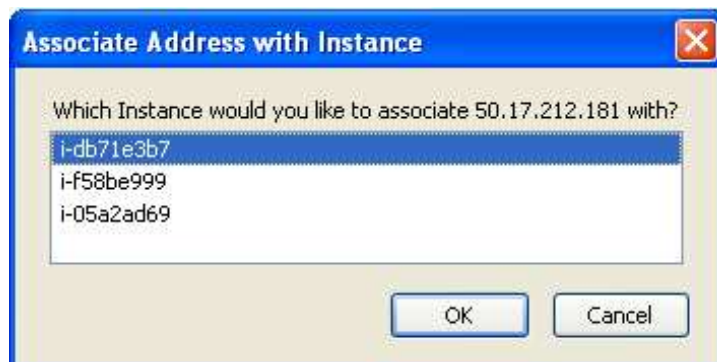 Associate Address with Instance
Which Instance would you like to associate 50.17.212.181 with?
i-db71e3b7
i-f58be999
i-05a2ad69
OK
Cancel